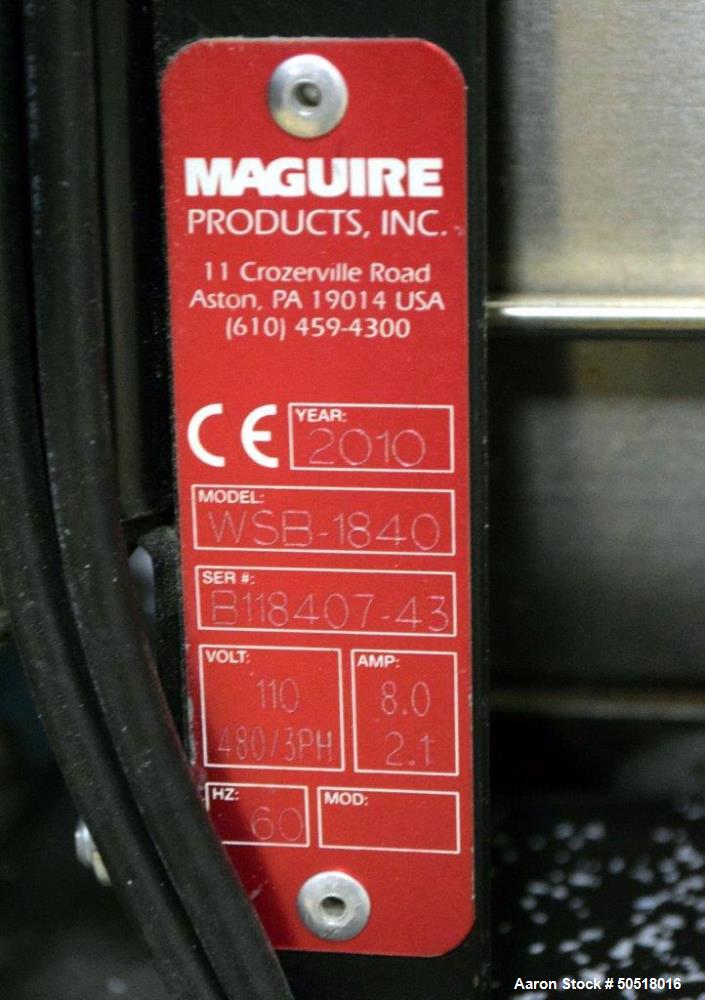 MAGUIRE
PRODUCTS, INC.
11 Crozerville Road
Aston, PA 19014 USA
(610) 459-4300
CE YEAR: 2010
MODEL:
WSB-1840
SER #:
B118407-43
VOLT: AMP:
110 8.0
480/3PH 2.1
HZ: MOD:
60
Aaron Stock # 50518016